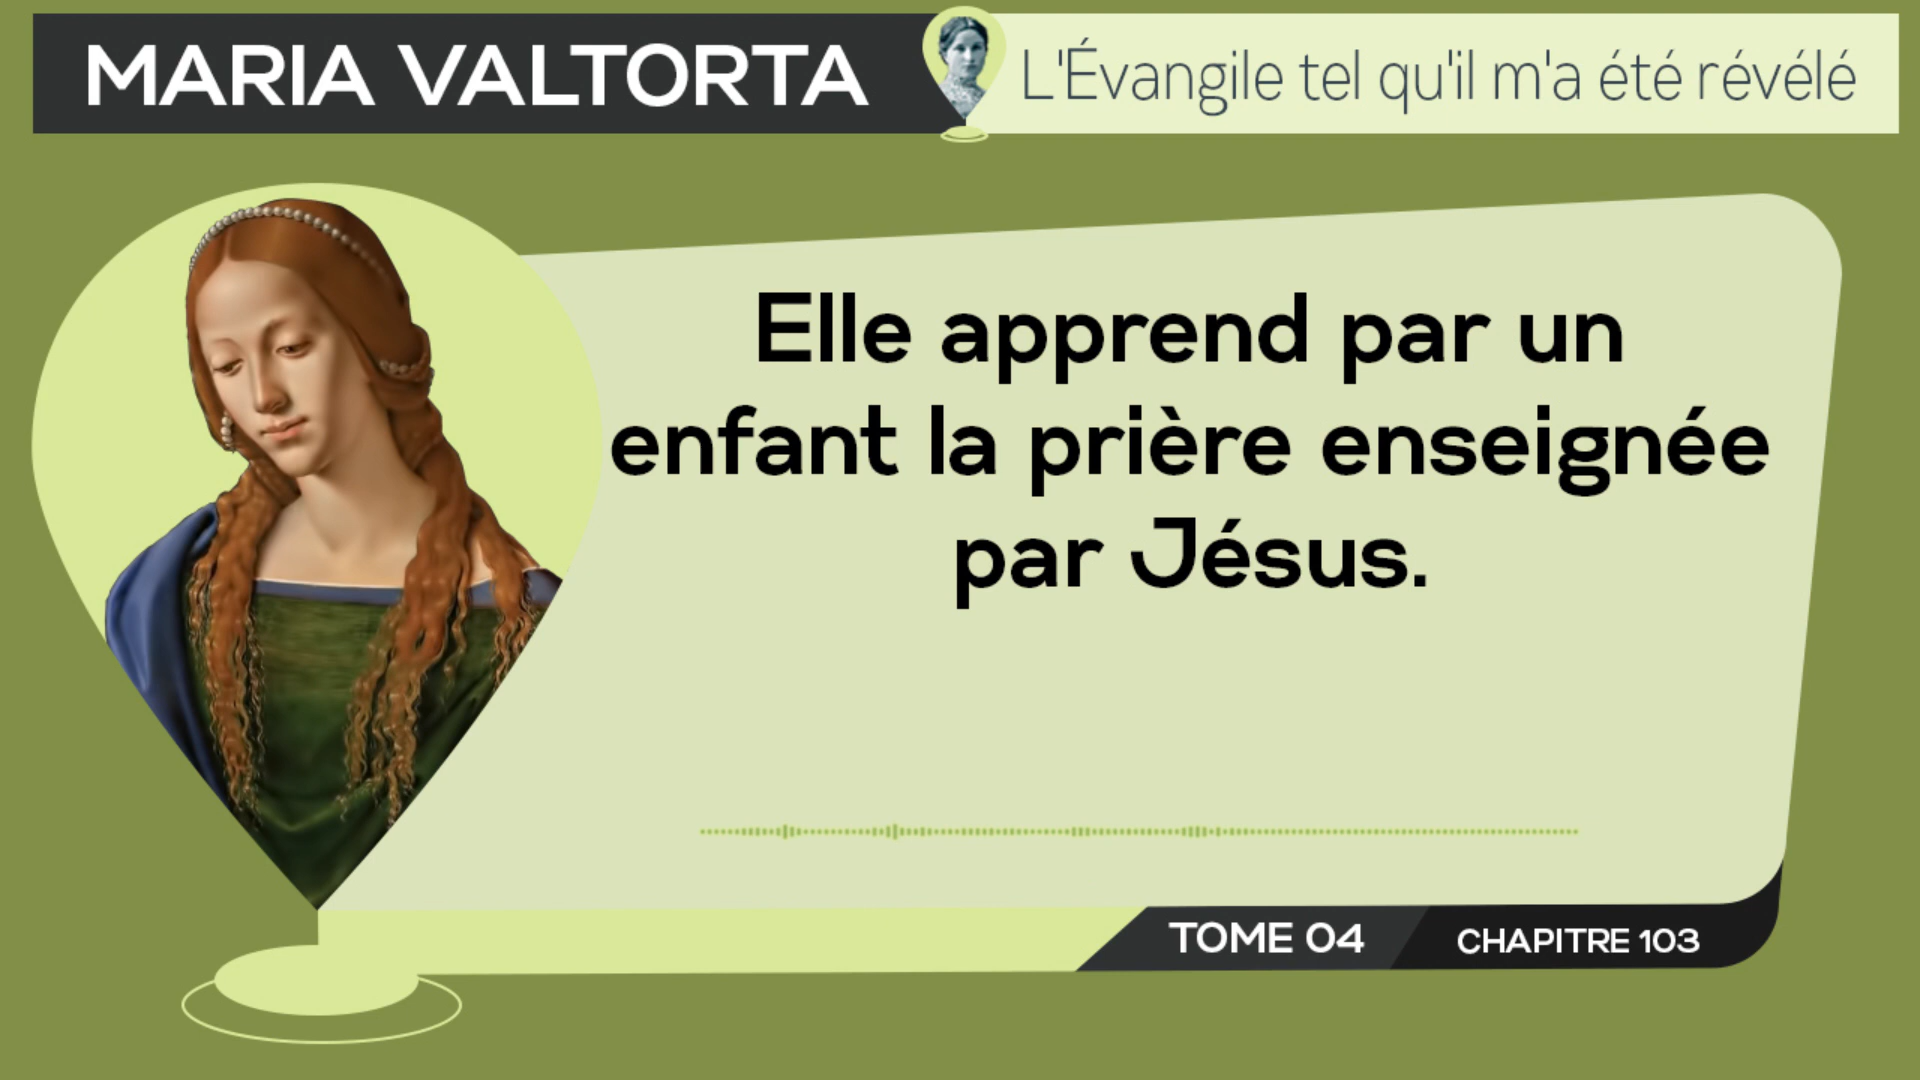 MARIA VALTORTA
L'Évangile tel qu'il m'a été révélé
Elle apprend par un
enfant la prière enseignée
par Jésus.
TOME 04
CHAPITRE 103